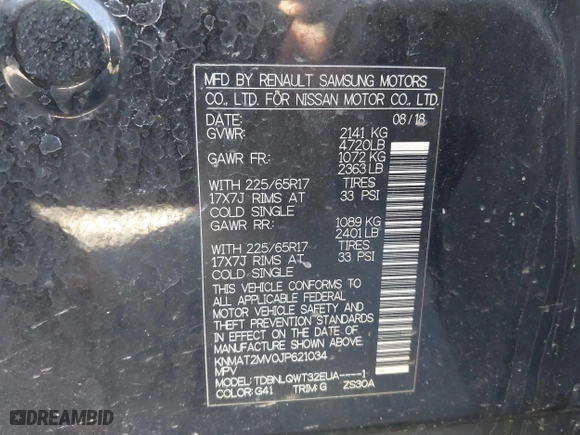 MFD BY RENAULT SAMSUNG MOTORS
CO., LTD. FOR NISSAN MOTOR CO., LTD.
DATE: 08/18
GVWR: 2141 KG
4720LB
GAWR FR: 1072 KG
2363 LB
WITH 225/65R17 TIRES
17X7J RIMS AT 33 PSI
COLD SINGLE
GAWR RR: 1089 KG
2401 LB
WITH 225/65R17 TIRES
17X7J RIMS AT 33 PSI
COLD SINGLE
THIS VEHICLE CONFORMS TO
ALL APPLICABLE FEDERAL
MOTOR VEHICLE SAFETY AND
THEFT PREVENTION STANDARDS
IN EFFECT ON THE DATE OF
MANUFACTURE SHOWN ABOVE.
KNMAT2MV0JP621034
MPV
MODEL: TDBNLQWT32EUA----1
COLOR: G41 TRIM: G ZS30A
BIDFAX